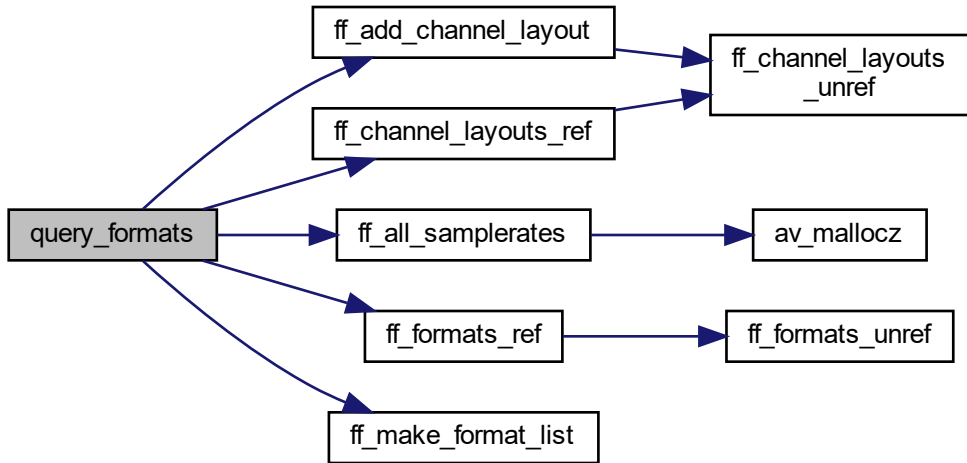 ff_add_channel_layout
ff_channel_layouts
_unref
ff_channel_layouts_ref
query_formats
ff_all_samplerates
av_mallocz
ff_formats_ref
ff_formats_unref
ff_make_format_list